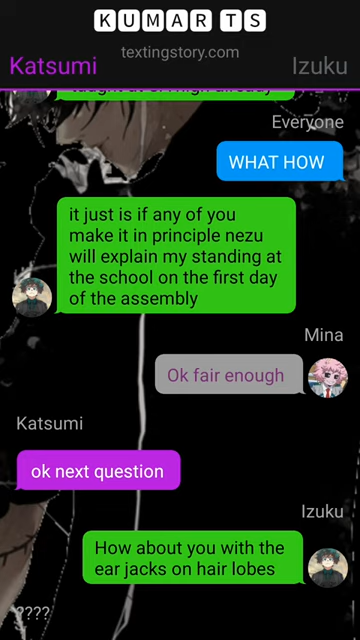 KUMAR TS
textingstory.com
Katsumi
Izuku
Everyone
WHAT HOW
it just is if any of you
make it in principle nezu
will explain my standing at
the school on the first day
of the assembly
Mina
Ok fair enough
Katsumi
ok next question
Izuku
How about you with the
ear jacks on hair lobes
????